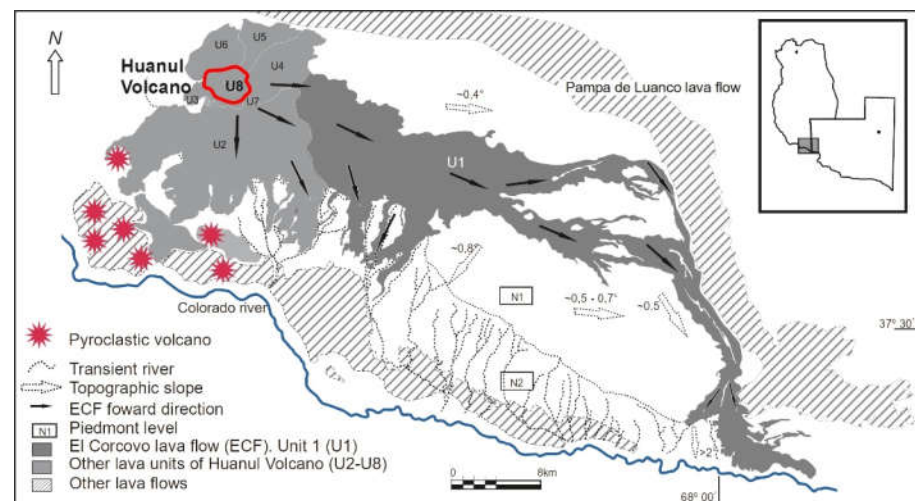 N
U6
U5
Huanul
Volcano
U4
U8
U3
U7
U2
Pampa de Luanco lava flow
~0.4°
U1
~0.8°
N1
~0,5 - 0.7°
~0.5
Colorado river
37º 30'
N2
>2
Pyroclastic volcano
Transient river
Topographic slope
ECF foward direction
N1 Piedmont level
El Corcovo lava flow (ECF). Unit 1 (U1)
Other lava units of Huanul Volcano (U2-U8)
Other lava flows
0 8km
68º 00'